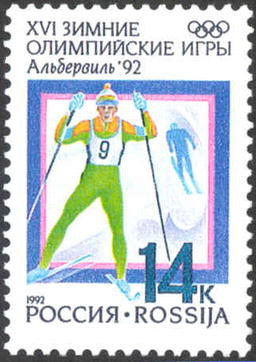 XVI ЗИМНИЕ
ОЛИМПИЙСКИЕ ИГРЫ
Альбервиль '92
9
14к
1992
РОССИЯ • ROSSIJA